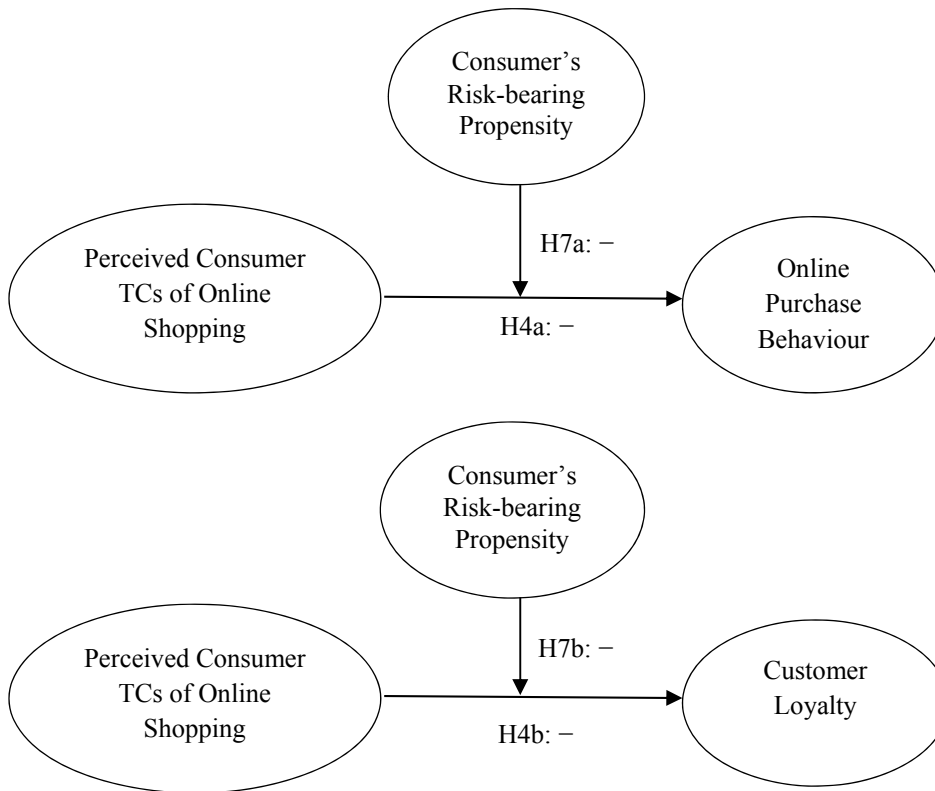 Consumer’s
Risk-bearing
Propensity
H7a: −
Perceived Consumer
TCs of Online
Shopping
Online
Purchase
Behaviour
H4a: −
Consumer’s
Risk-bearing
Propensity
H7b: −
Perceived Consumer
TCs of Online
Shopping
Customer
Loyalty
H4b: −